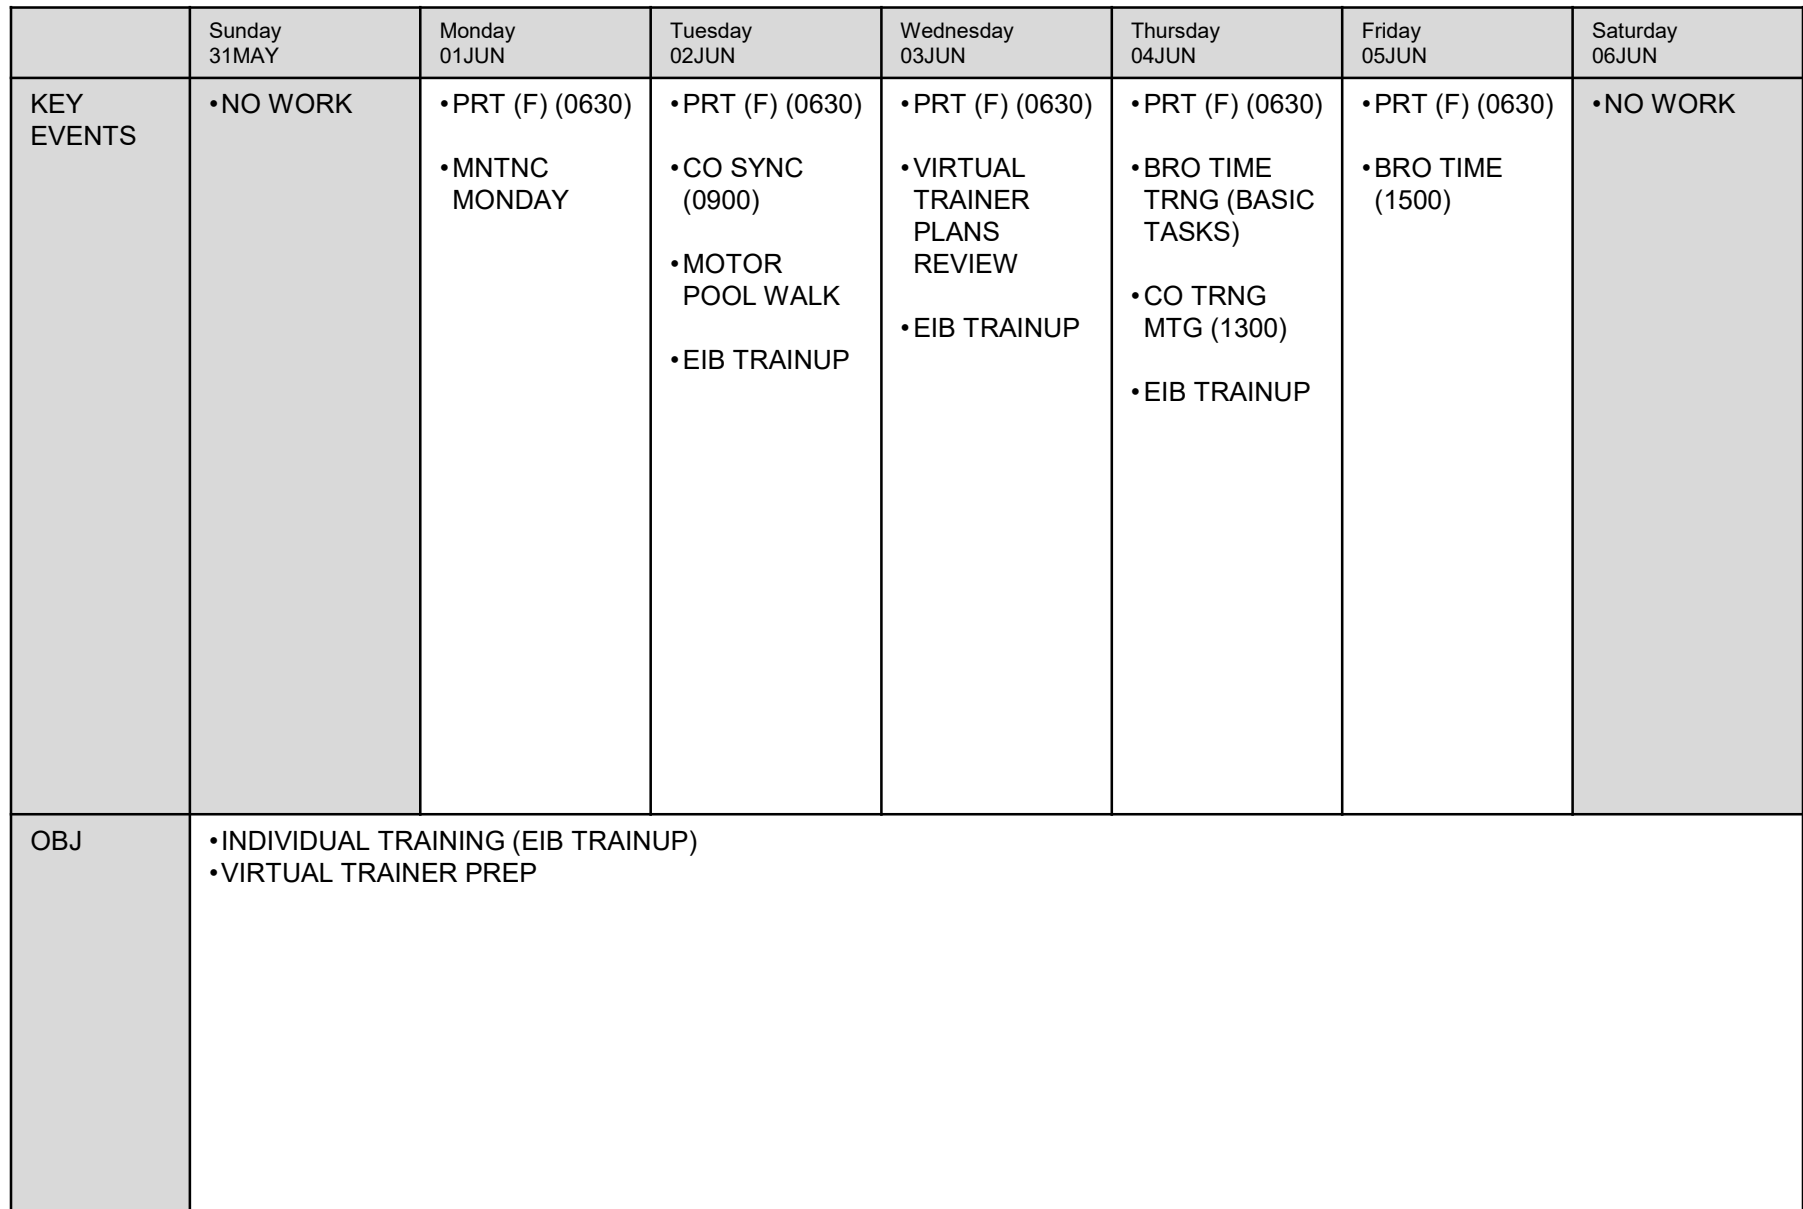 Sunday
31MAY
Monday
01JUN
Tuesday
02JUN
Wednesday
03JUN
Thursday
04JUN
Friday
05JUN
Saturday
06JUN
KEY
EVENTS
•NO WORK
•PRT (F) (0630)
•MNTNC
MONDAY
•PRT (F) (0630)
•CO SYNC
(0900)
•MOTOR
POOL WALK
•EIB TRAINUP
•PRT (F) (0630)
•VIRTUAL
TRAINER
PLANS
REVIEW
•EIB TRAINUP
•PRT (F) (0630)
•BRO TIME
TRNG (BASIC
TASKS)
•CO TRNG
MTG (1300)
•EIB TRAINUP
•PRT (F) (0630)
•BRO TIME
(1500)
•NO WORK
OBJ
•INDIVIDUAL TRAINING (EIB TRAINUP)
•VIRTUAL TRAINER PREP